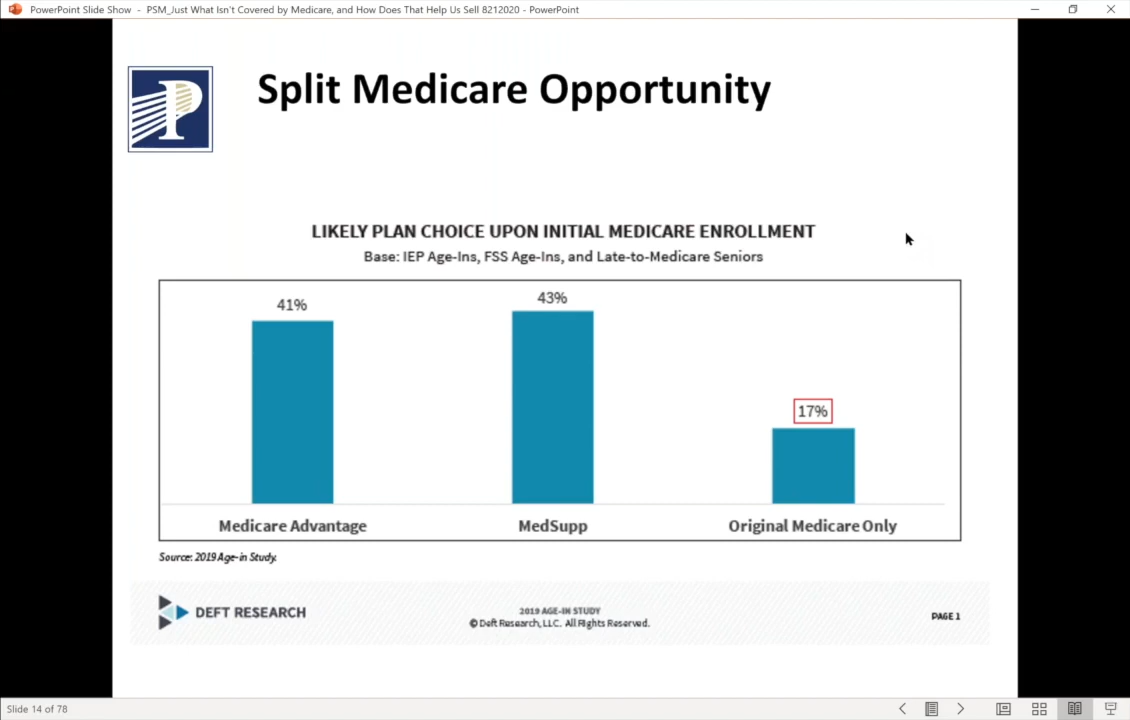 PowerPoint Slide Show - PSM_Just What Isn't Covered by Medicare, and How Does That Help Us Sell 8212020 - PowerPoint
P
Split Medicare Opportunity
LIKELY PLAN CHOICE UPON INITIAL MEDICARE ENROLLMENT
Base: IEP Age-Ins, FSS Age-Ins, and Late-to-Medicare Seniors
41%
43%
17%
Medicare Advantage
MedSupp
Original Medicare Only
Source: 2019 Age-in Study.
DEFT RESEARCH
2019 AGE-IN STUDY
© Deft Research, LLC. All Rights Reserved.
PAGE 1
Slide 14 of 78